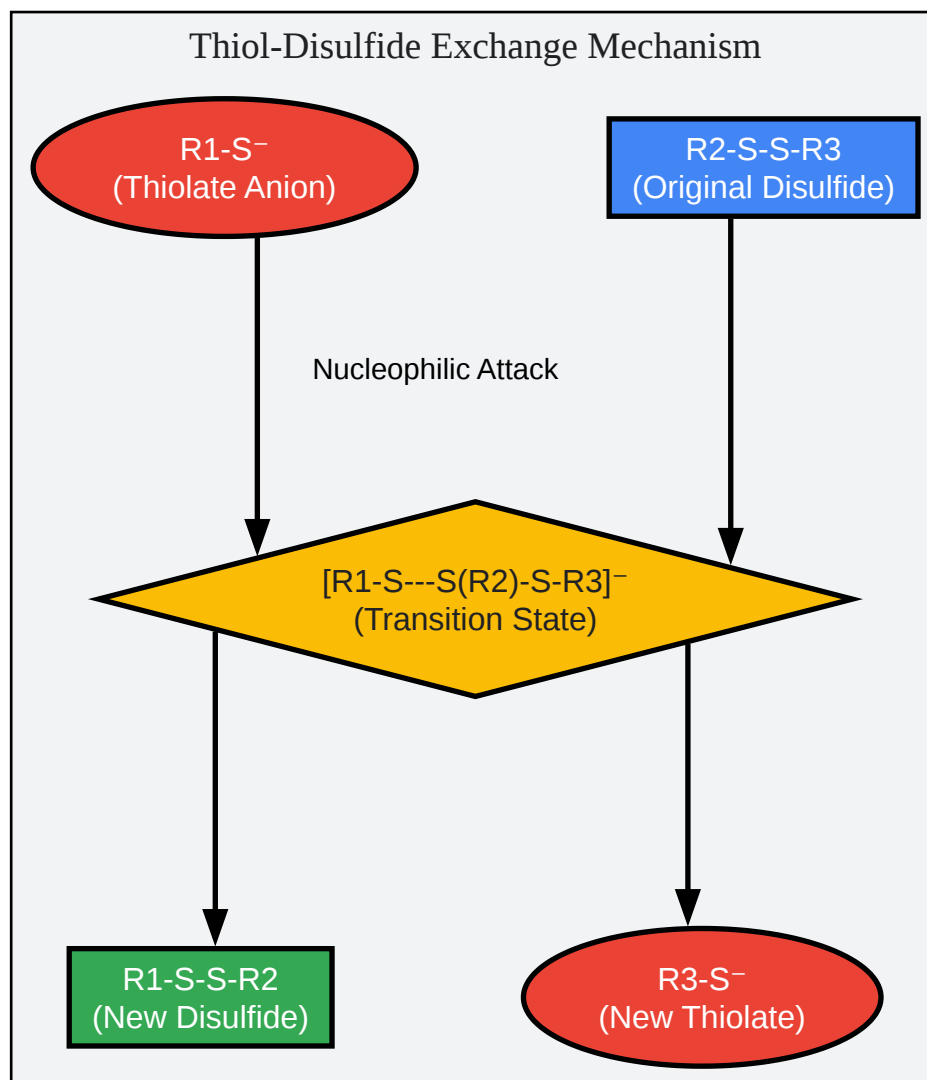 Thiol-Disulfide Exchange Mechanism
R1-S⁻
(Thiolate Anion)
R2-S-S-R3
(Original Disulfide)
Nucleophilic Attack
[R1-S---S(R2)-S-R3]⁻
(Transition State)
R1-S-S-R2
(New Disulfide)
R3-S⁻
(New Thiolate)